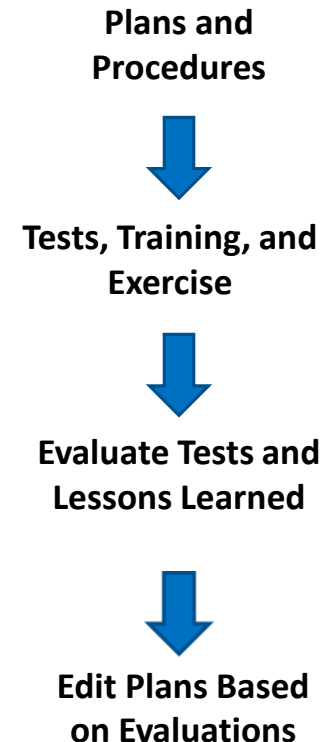 Plans and
Procedures
Tests, Training, and
Exercise
Evaluate Tests and
Lessons Learned
Edit Plans Based
on Evaluations